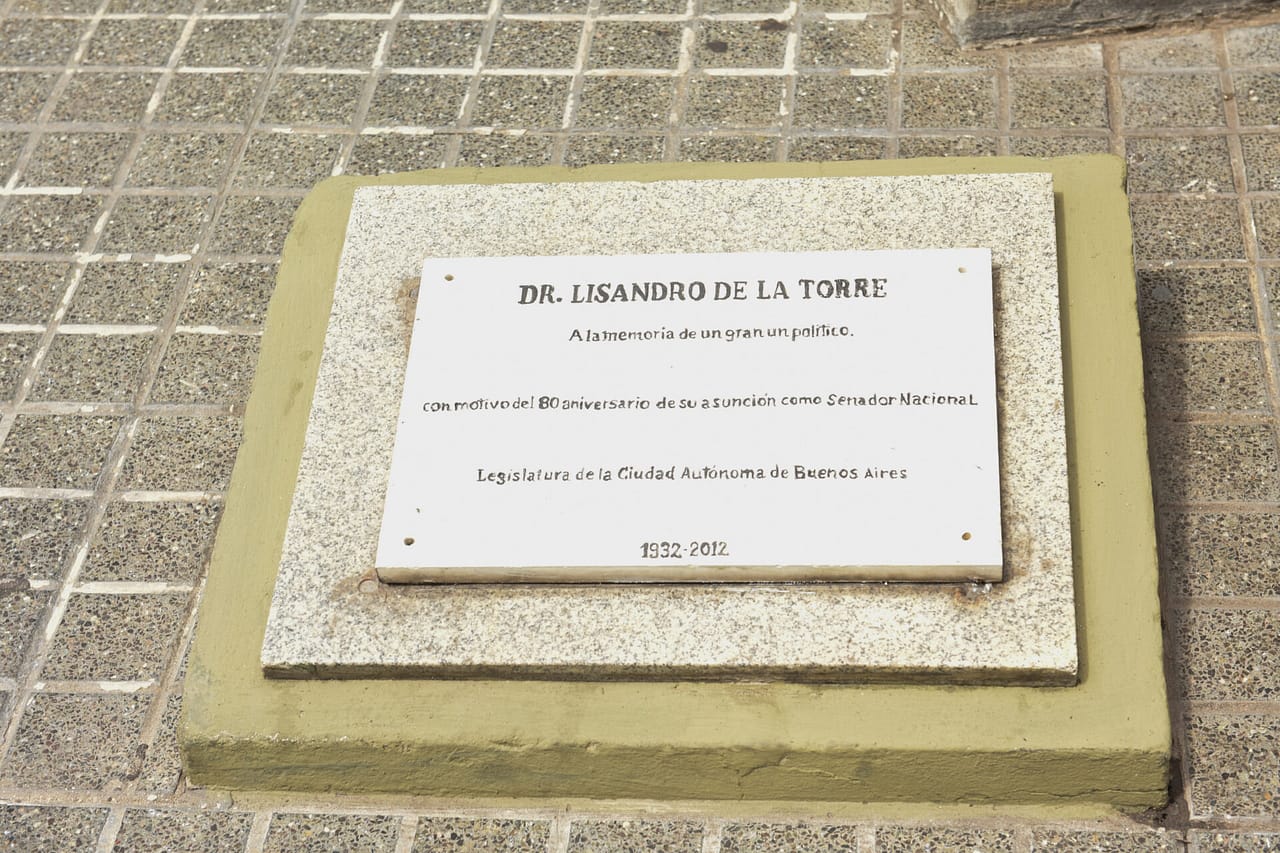 DR. LISANDRO DE LA TORRE
A la memoria de un gran un político.
con motivo del 80 aniversario de su asunción como Senador Nacional
Legislatura de la Ciudad Autónoma de Buenos Aires
1932-2012